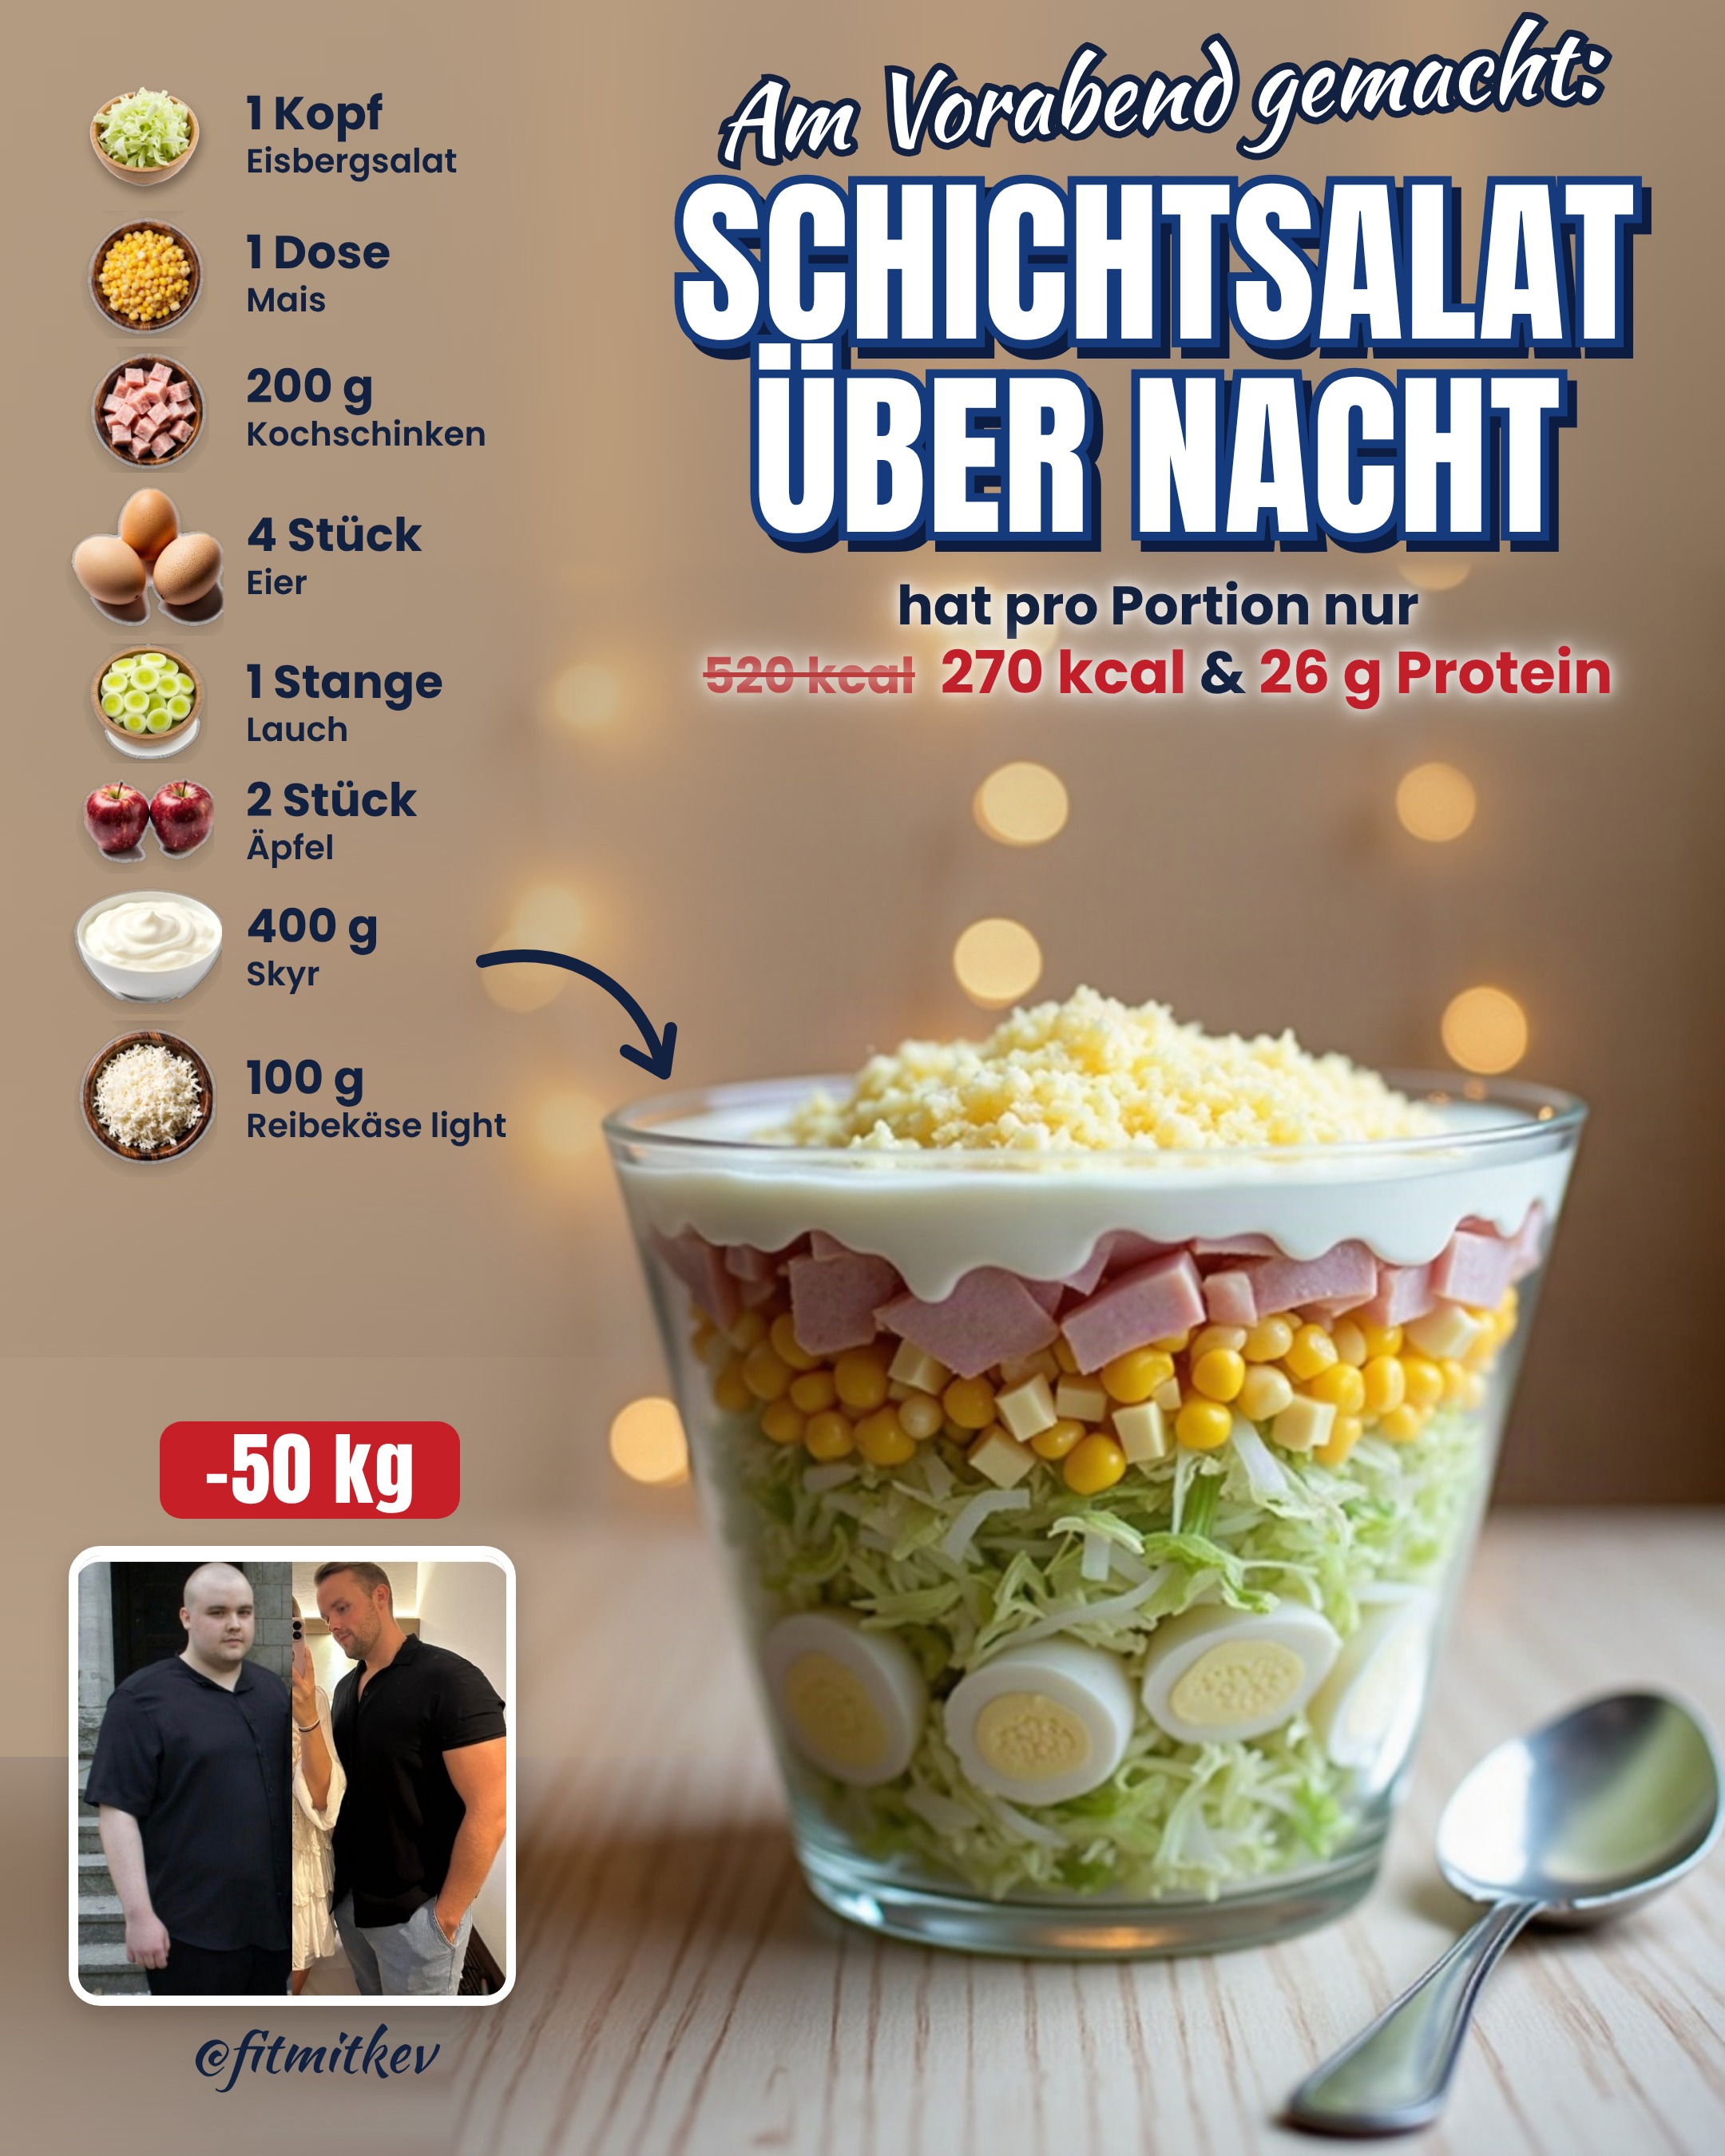 Am Vorabend gemacht:
SCHICHTSALAT
ÜBER NACHT
hat pro Portion nur
520 kcal 270 kcal & 26 g Protein
1 Kopf
Eisbergsalat
1 Dose
Mais
200 g
Kochschinken
4 Stück
Eier
1 Stange
Lauch
2 Stück
Äpfel
400 g
Skyr
100 g
Reibekäse light
-50 kg
@fitmitkev